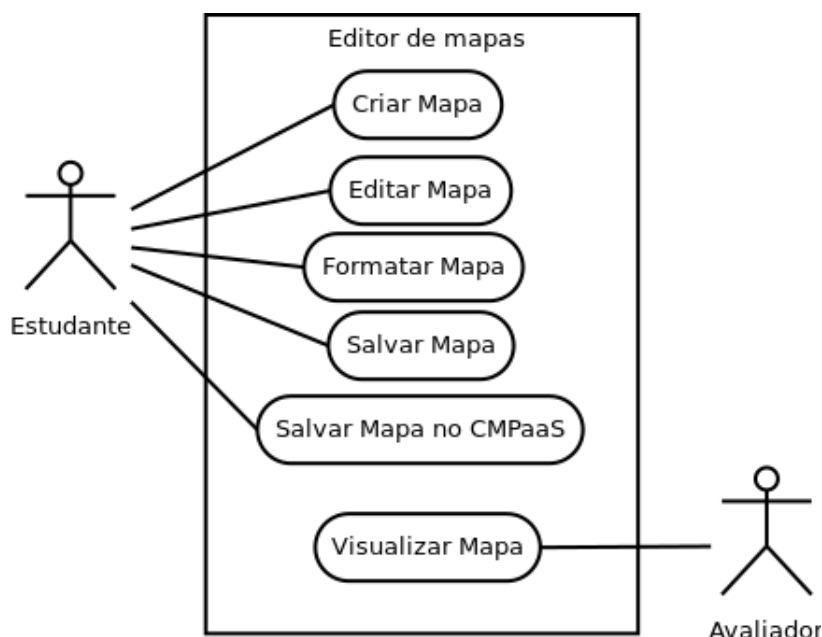 Editor de mapas
Criar Mapa
Editar Mapa
Formatar Mapa
Salvar Mapa
Estudante
Salvar Mapa no CMPaaS
Visualizar Mapa
Avaliador